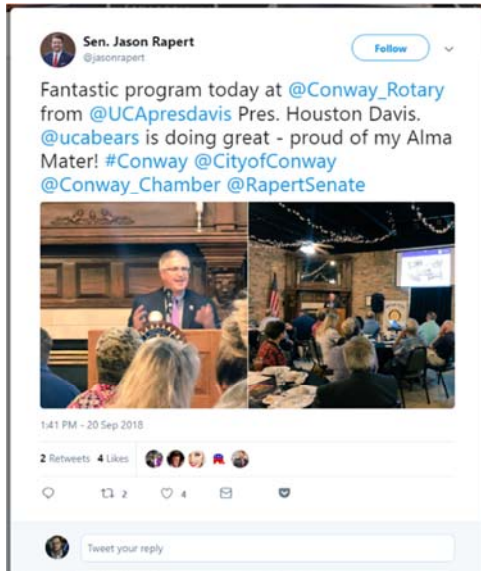 Sen. Jason Rapert
@jasonrapert
Follow
Fantastic program today at @Conway_Rotary
from @UCApresdavis Pres. Houston Davis.
@ucabears is doing great - proud of my Alma
Mater! #Conway @CityofConway
@Conway_Chamber @RapertSenate
1:41 PM - 20 Sep 2018
2 Retweets 4 Likes
2 4
Tweet your reply